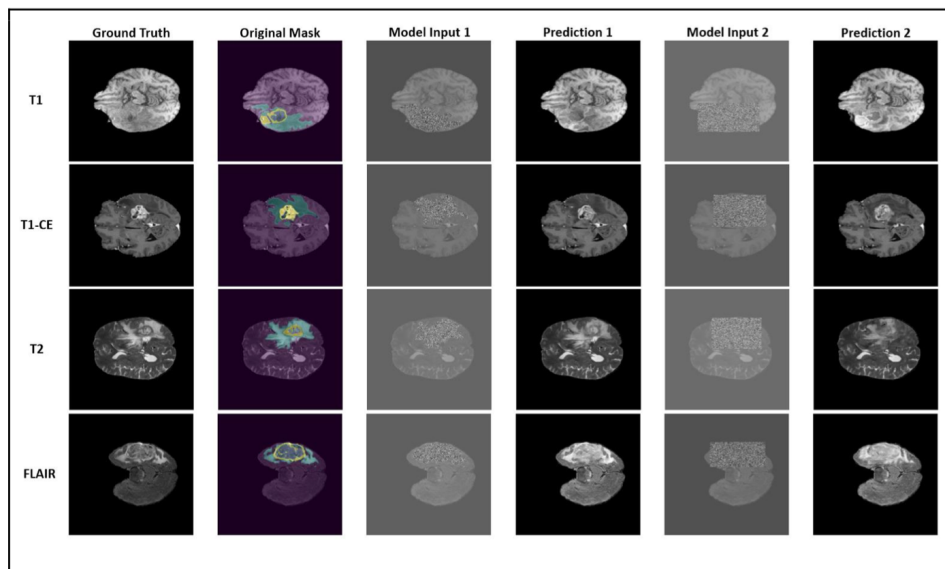 Ground Truth Original Mask Model Input 1 Prediction 1 Model Input 2 Prediction 2
T1
T1-CE
T2
FLAIR